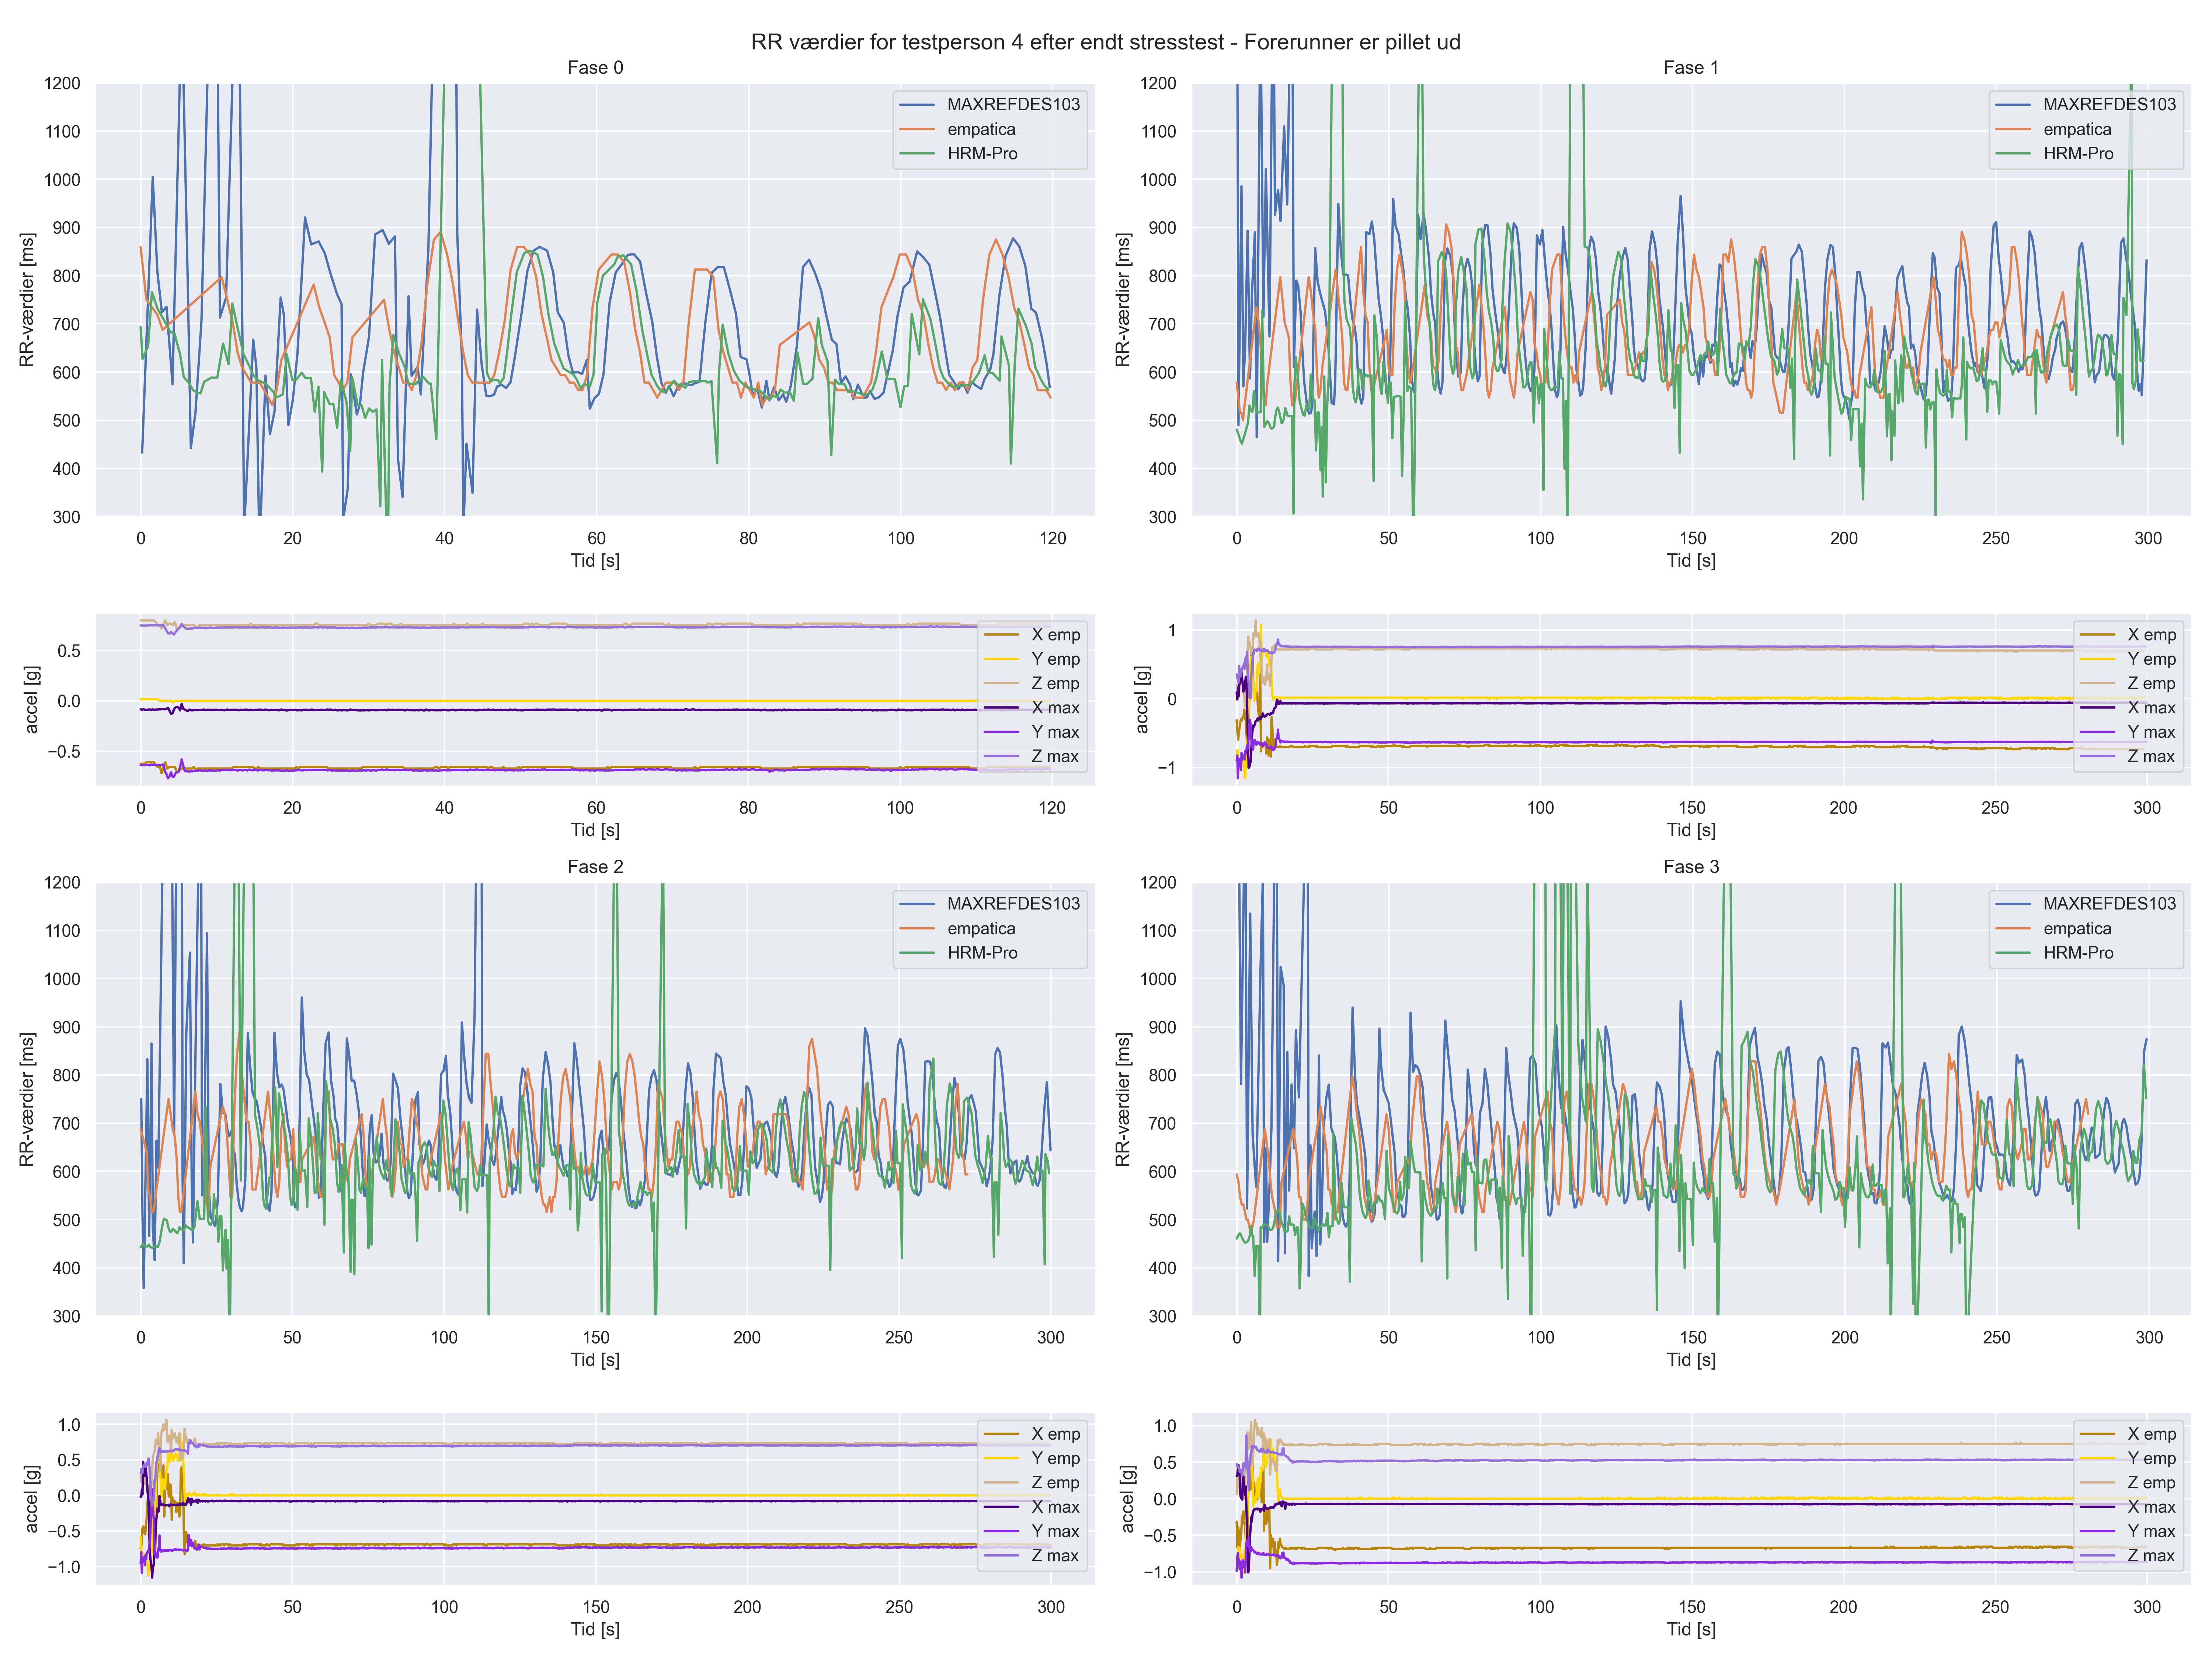 RR værdier for testperson 4 efter endt stresstest - Forerunner er pillet ud
Fase 0
1200
1100
1000
900
800
700
600
500
400
300
RR-værdier [ms]
MAXREFDES103
empatica
HRM-Pro
0 20 40 60 80 100 120
Tid [s]
Fase 1
1200
1100
1000
900
800
700
600
500
400
300
RR-værdier [ms]
MAXREFDES103
empatica
HRM-Pro
0 50 100 150 200 250 300
Tid [s]
0.5
0.0
−0.5
accel [g]
X emp
Y emp
Z emp
X max
Y max
Z max
0 20 40 60 80 100 120
Tid [s]
1
0
−1
accel [g]
X emp
Y emp
Z emp
X max
Y max
Z max
0 50 100 150 200 250 300
Tid [s]
Fase 2
1200
1100
1000
900
800
700
600
500
400
300
RR-værdier [ms]
MAXREFDES103
empatica
HRM-Pro
0 50 100 150 200 250 300
Tid [s]
Fase 3
1200
1100
1000
900
800
700
600
500
400
300
RR-værdier [ms]
MAXREFDES103
empatica
HRM-Pro
0 50 100 150 200 250 300
Tid [s]
1.0
0.5
0.0
−0.5
−1.0
accel [g]
X emp
Y emp
Z emp
X max
Y max
Z max
0 50 100 150 200 250 300
Tid [s]
1.0
0.5
0.0
−0.5
−1.0
accel [g]
X emp
Y emp
Z emp
X max
Y max
Z max
0 50 100 150 200 250 300
Tid [s]